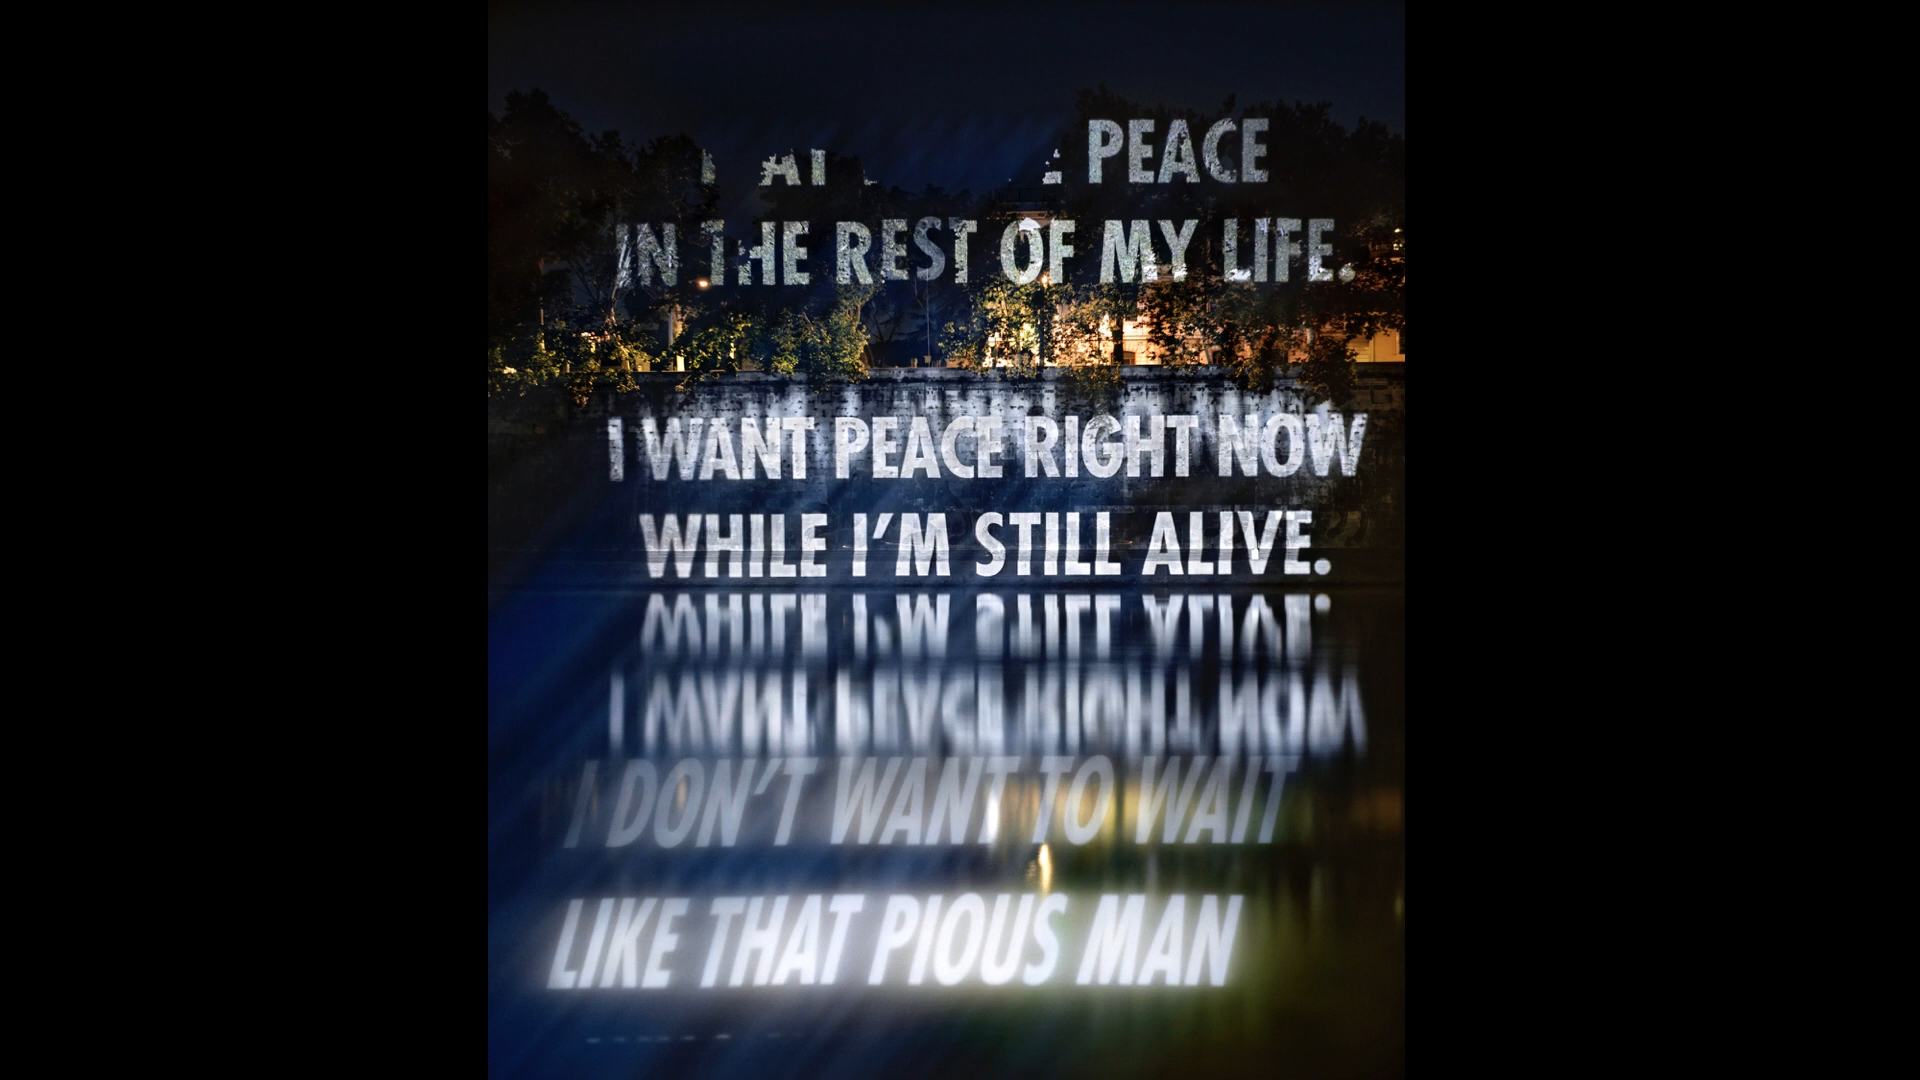 PEACE
IN THE REST OF MY LIFE.
I WANT PEACE RIGHT NOW
WHILE I'M STILL ALIVE.
I DON'T WANT TO WAIT
LIKE THAT PIOUS MAN